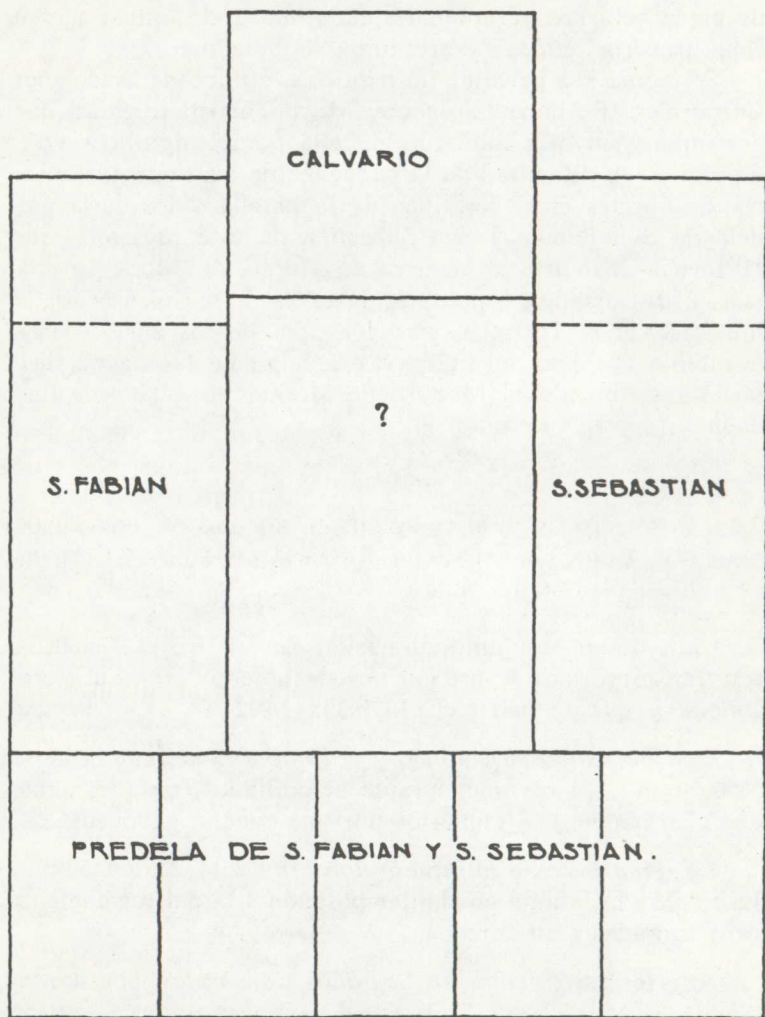 CALVARIO
?
S. FABIAN
S. SEBASTIAN
PREDELA DE S. FABIAN Y S. SEBASTIAN.